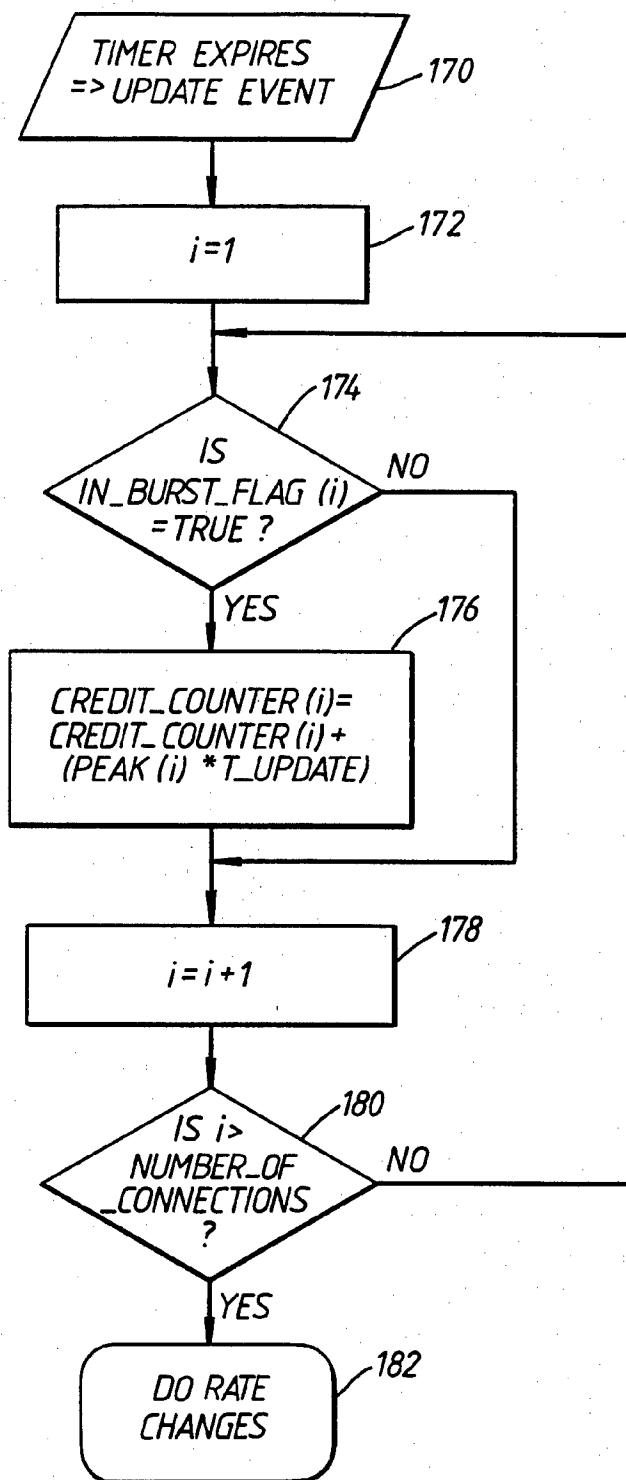 TIMER EXPIRES
=> UPDATE EVENT
170
i=1
172
174
IS
IN_BURST_FLAG (i)
=TRUE ?
NO
YES
176
CREDIT_COUNTER (i)=
CREDIT_COUNTER (i) +
(PEAK (i) * T_UPDATE)
178
i=i+1
180
IS i>
NUMBER_OF
_CONNECTIONS
?
NO
YES
182
DO RATE
CHANGES